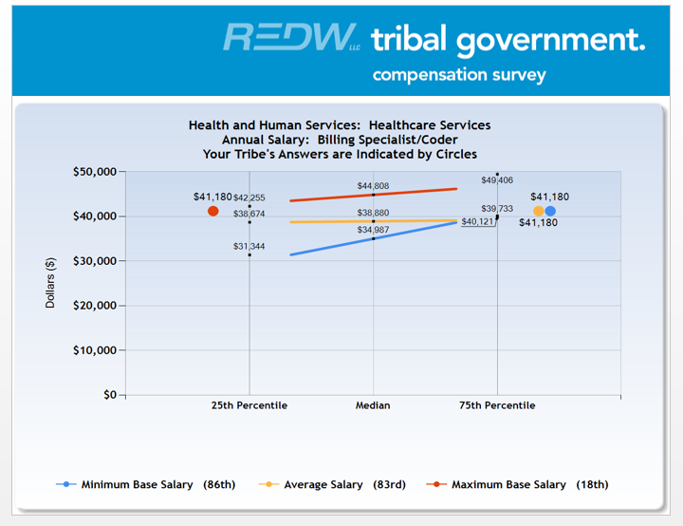 REDW LLC tribal government.
compensation survey
Health and Human Services: Healthcare Services
Annual Salary: Billing Specialist/Coder
Your Tribe's Answers are Indicated by Circles
Dollars ($)
$50,000
$40,000
$30,000
$20,000
$10,000
$0
$41,180
$42,255
$38,674
$31,344
$44,808
$38,880
$34,987
$49,406
$39,733
$40,121
$41,180
$41,180
25th Percentile Median 75th Percentile
Minimum Base Salary (86th) Average Salary (83rd) Maximum Base Salary (18th)